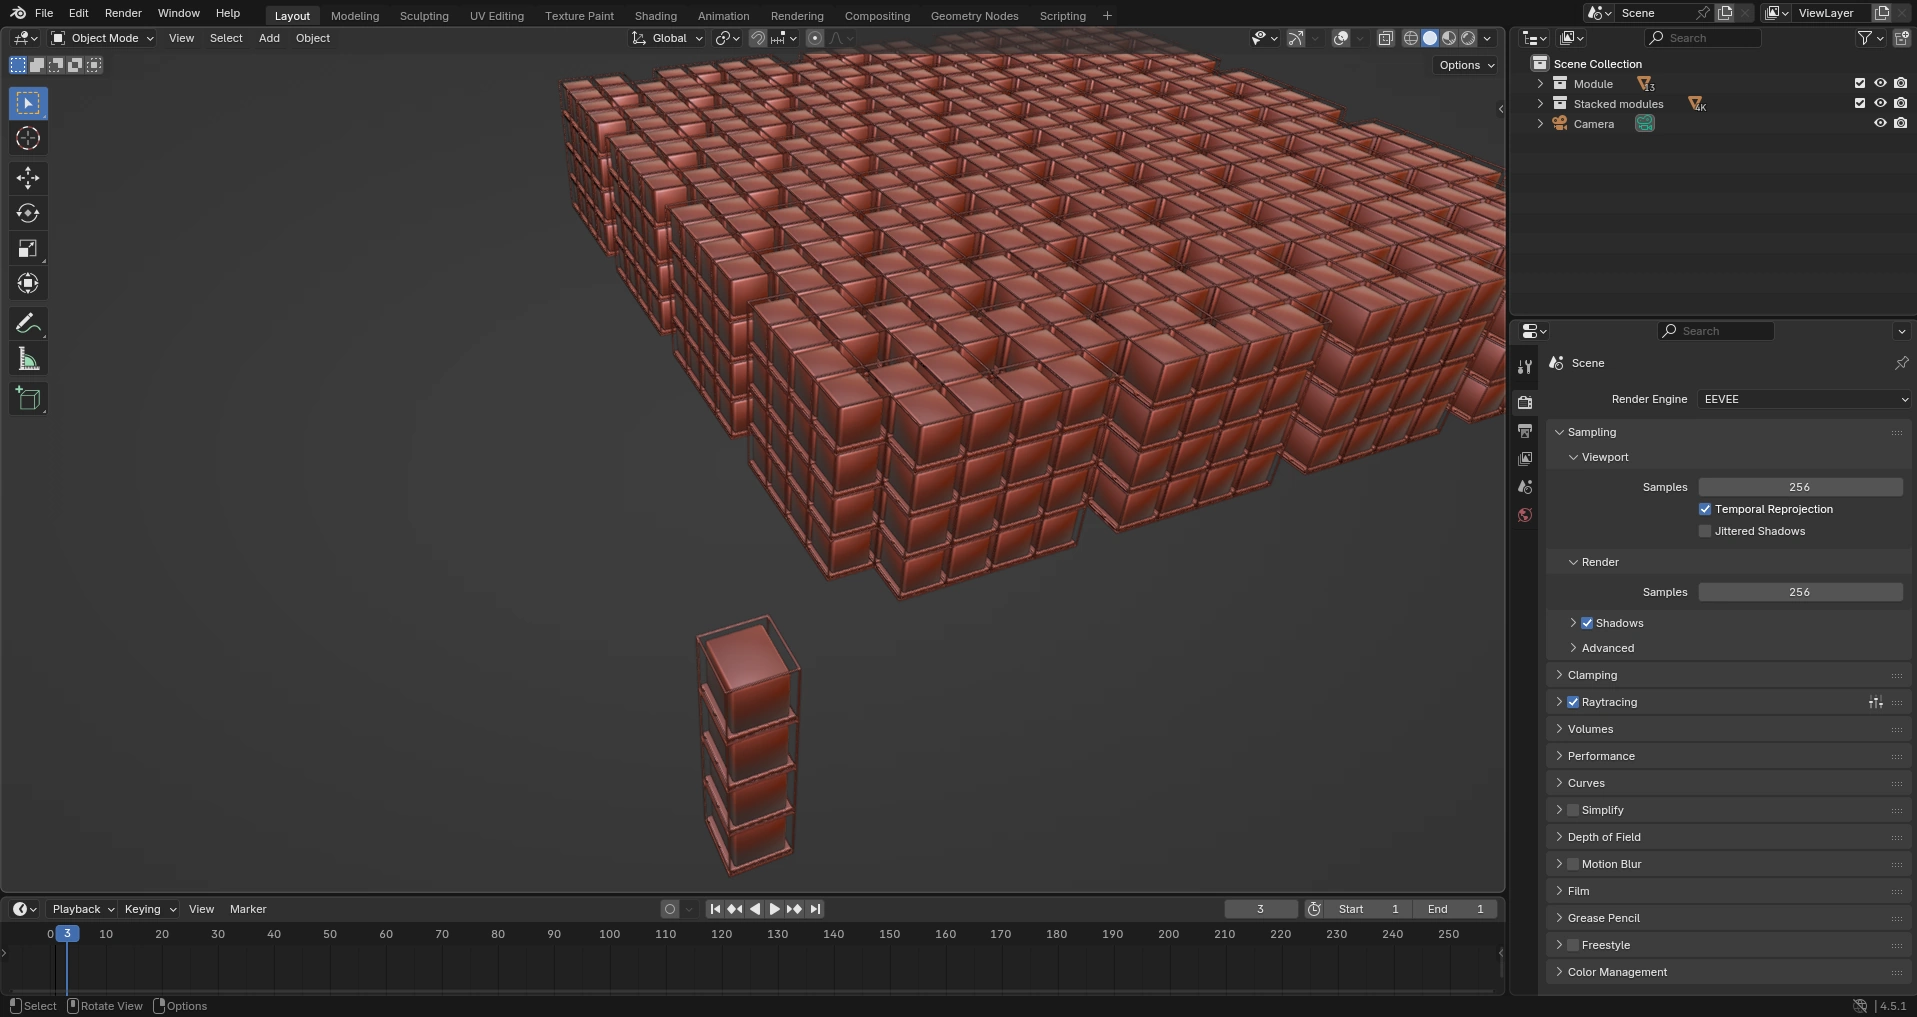 File Edit Render Window Help Layout Modeling Sculpting UV Editing Texture Paint Shading Animation Rendering Compositing Geometry Nodes Scripting + Scene ViewLayer
Object Mode View Select Add Object Global Search
Options
Scene Collection
Module 13
Stacked modules 4K
Camera
Search
Scene
Render Engine EEVEE
Sampling
Viewport
Samples 256
Temporal Reprojection
Jittered Shadows
Render
Samples 256
Shadows
Advanced
Clamping
Raytracing
Volumes
Performance
Curves
Simplify
Depth of Field
Motion Blur
Film
Grease Pencil
Freestyle
Color Management
Playback Keying View Marker 3 Start 1 End 1
0 3 10 20 30 40 50 60 70 80 90 100 110 120 130 140 150 160 170 180 190 200 210 220 230 240 250
Select Rotate View Options 4.5.1